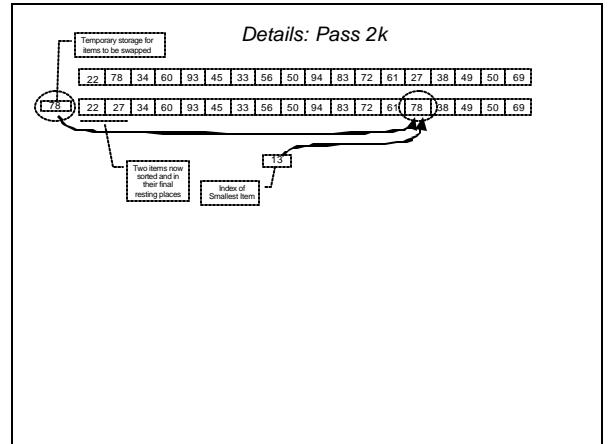 Details: Pass 2k
Temporary storage for
items to be swapped
22 78 34 60 93 45 33 56 50 94 83 72 61 27 38 49 50 69
78 22 27 34 60 93 45 33 56 50 94 83 72 61 78 38 49 50 69
13
Two items now
sorted and in
their final
resting places
Index of
Smallest Item